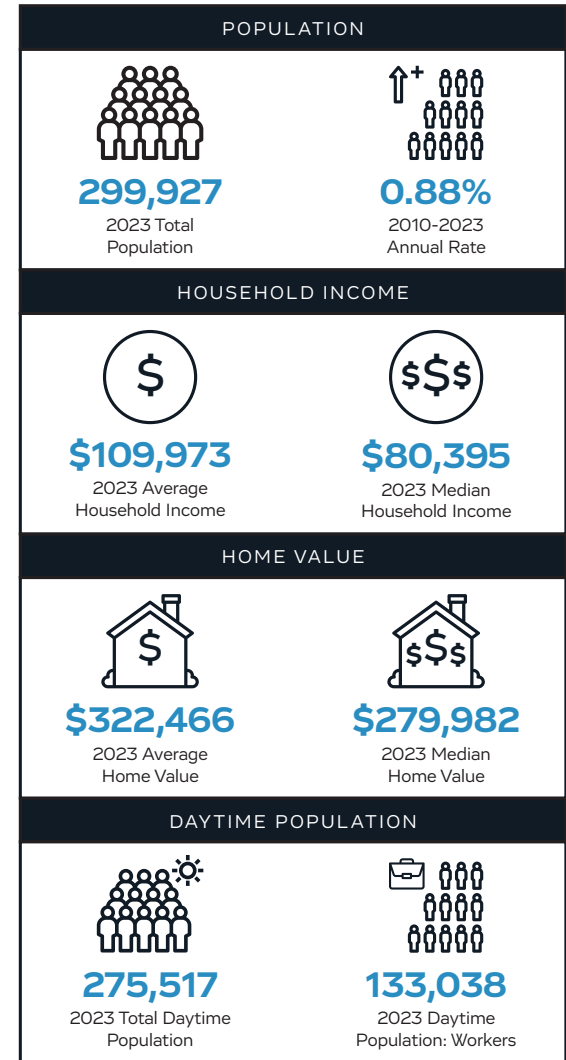 POPULATION
299,927
2023 Total
Population
0.88%
2010-2023
Annual Rate
HOUSEHOLD INCOME
$
$109,973
2023 Average
Household Income
$$$
$80,395
2023 Median
Household Income
HOME VALUE
$
$322,466
2023 Average
Home Value
$$$
$279,982
2023 Median
Home Value
DAYTIME POPULATION
275,517
2023 Total Daytime
Population
133,038
2023 Daytime
Population: Workers